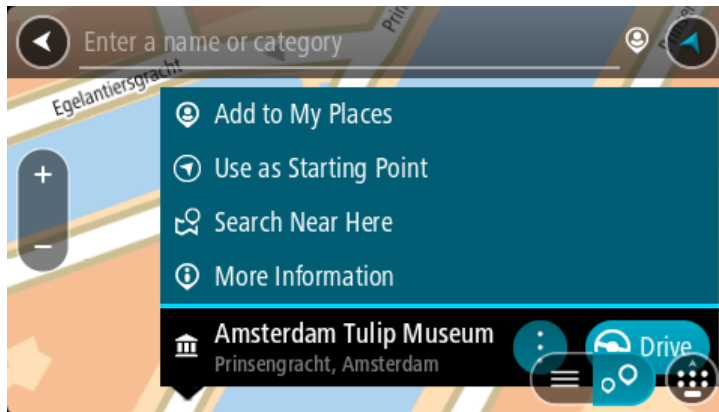 Enter a name or category
Egelantiersgracht
Add to My Places
Use as Starting Point
Search Near Here
More Information
Amsterdam Tulip Museum
Prinsengracht, Amsterdam
Drive